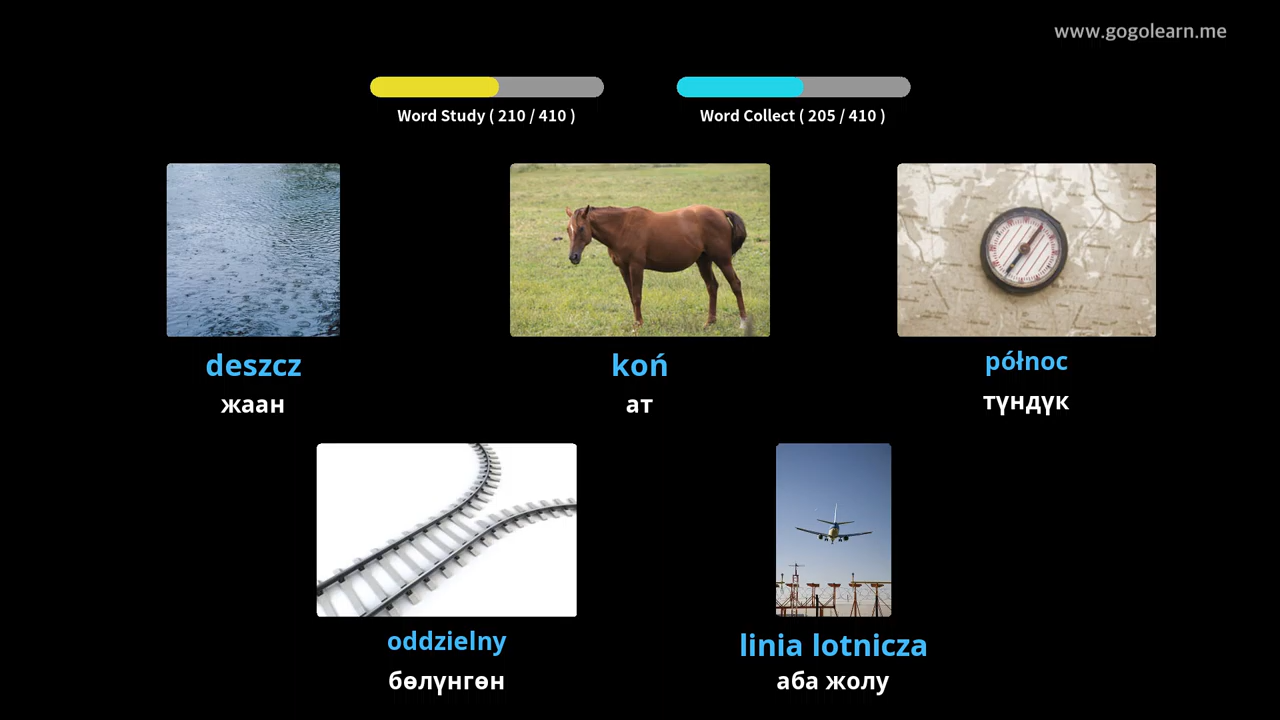 www.gogolearn.me
Word Study ( 210 / 410 )
Word Collect ( 205 / 410 )
deszcz
жаан
koń
ат
północ
түндүк
oddzielny
бөлүнгөн
linia lotnicza
аба жолу